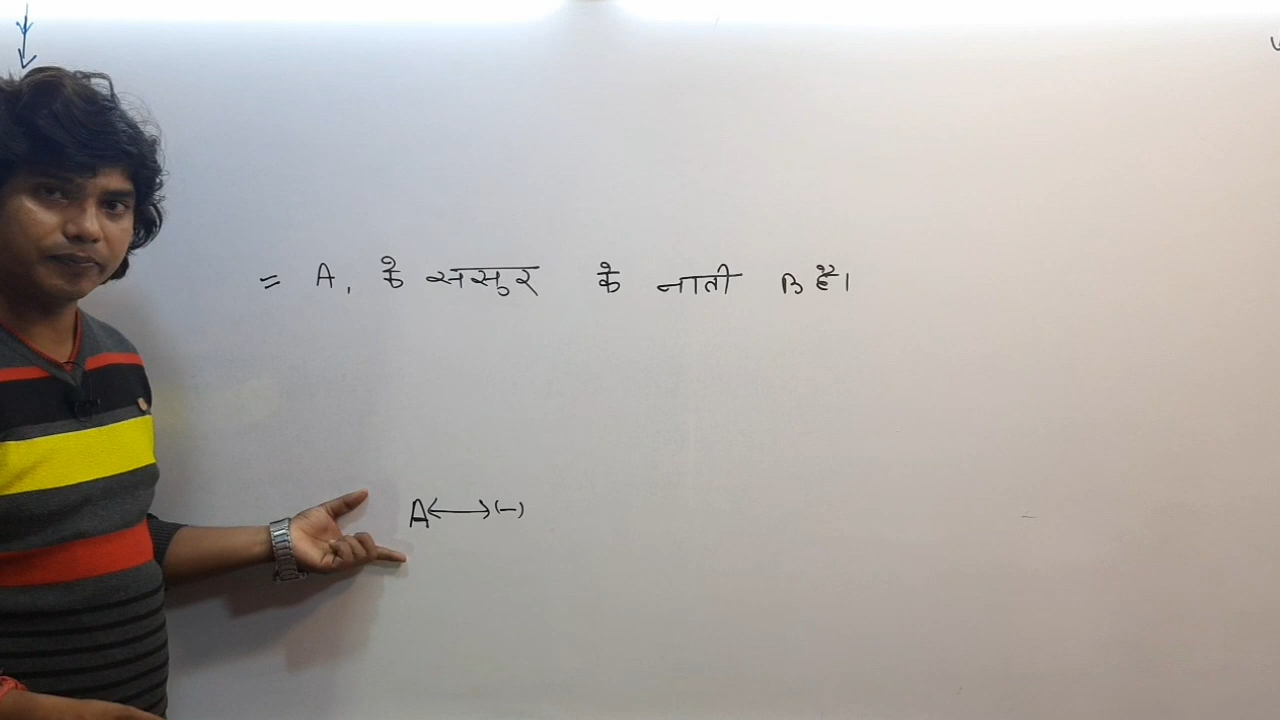 = A, के ससुर के नाती B है।
A ⟷ (-)